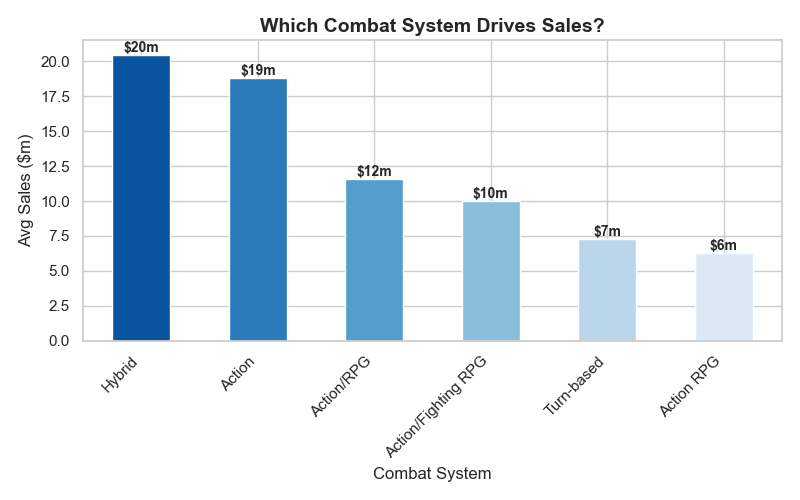 Which Combat System Drives Sales?
Avg Sales ($m)
20.0
17.5
15.0
12.5
10.0
7.5
5.0
2.5
0.0
$20m
$19m
$12m
$10m
$7m
$6m
Hybrid
Action
Action/RPG
Action/Fighting RPG
Turn-based
Action RPG
Combat System